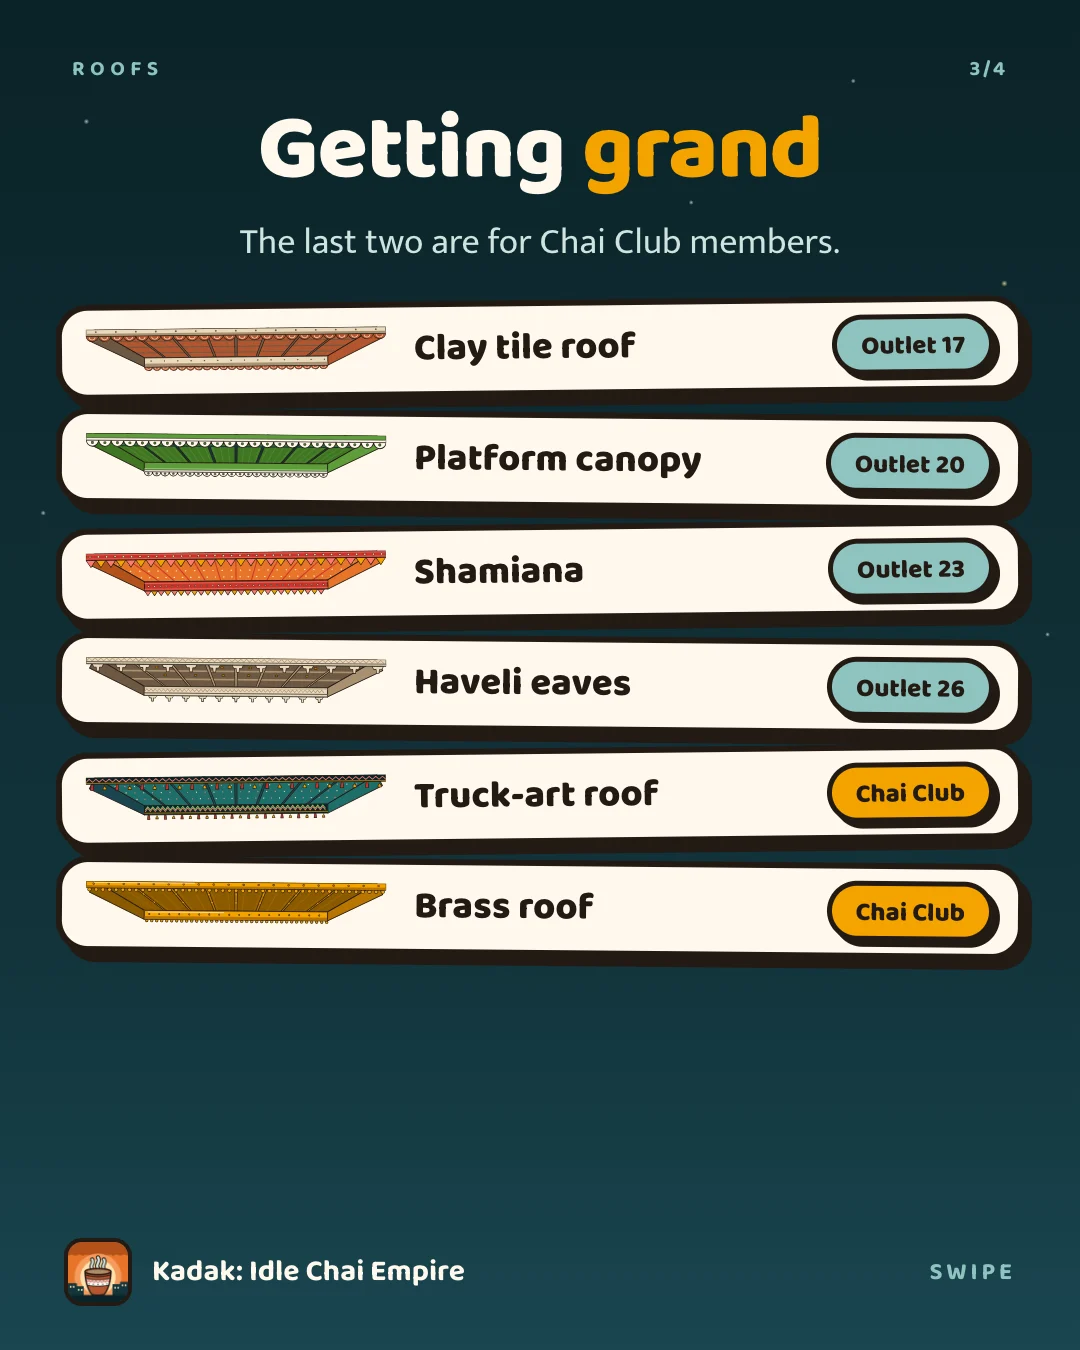 ROOFS
3/4
Getting grand
The last two are for Chai Club members.
Clay tile roof
Outlet 17
Platform canopy
Outlet 20
Shamiana
Outlet 23
Haveli eaves
Outlet 26
Truck-art roof
Chai Club
Brass roof
Chai Club
Kadak: Idle Chai Empire
SWIPE